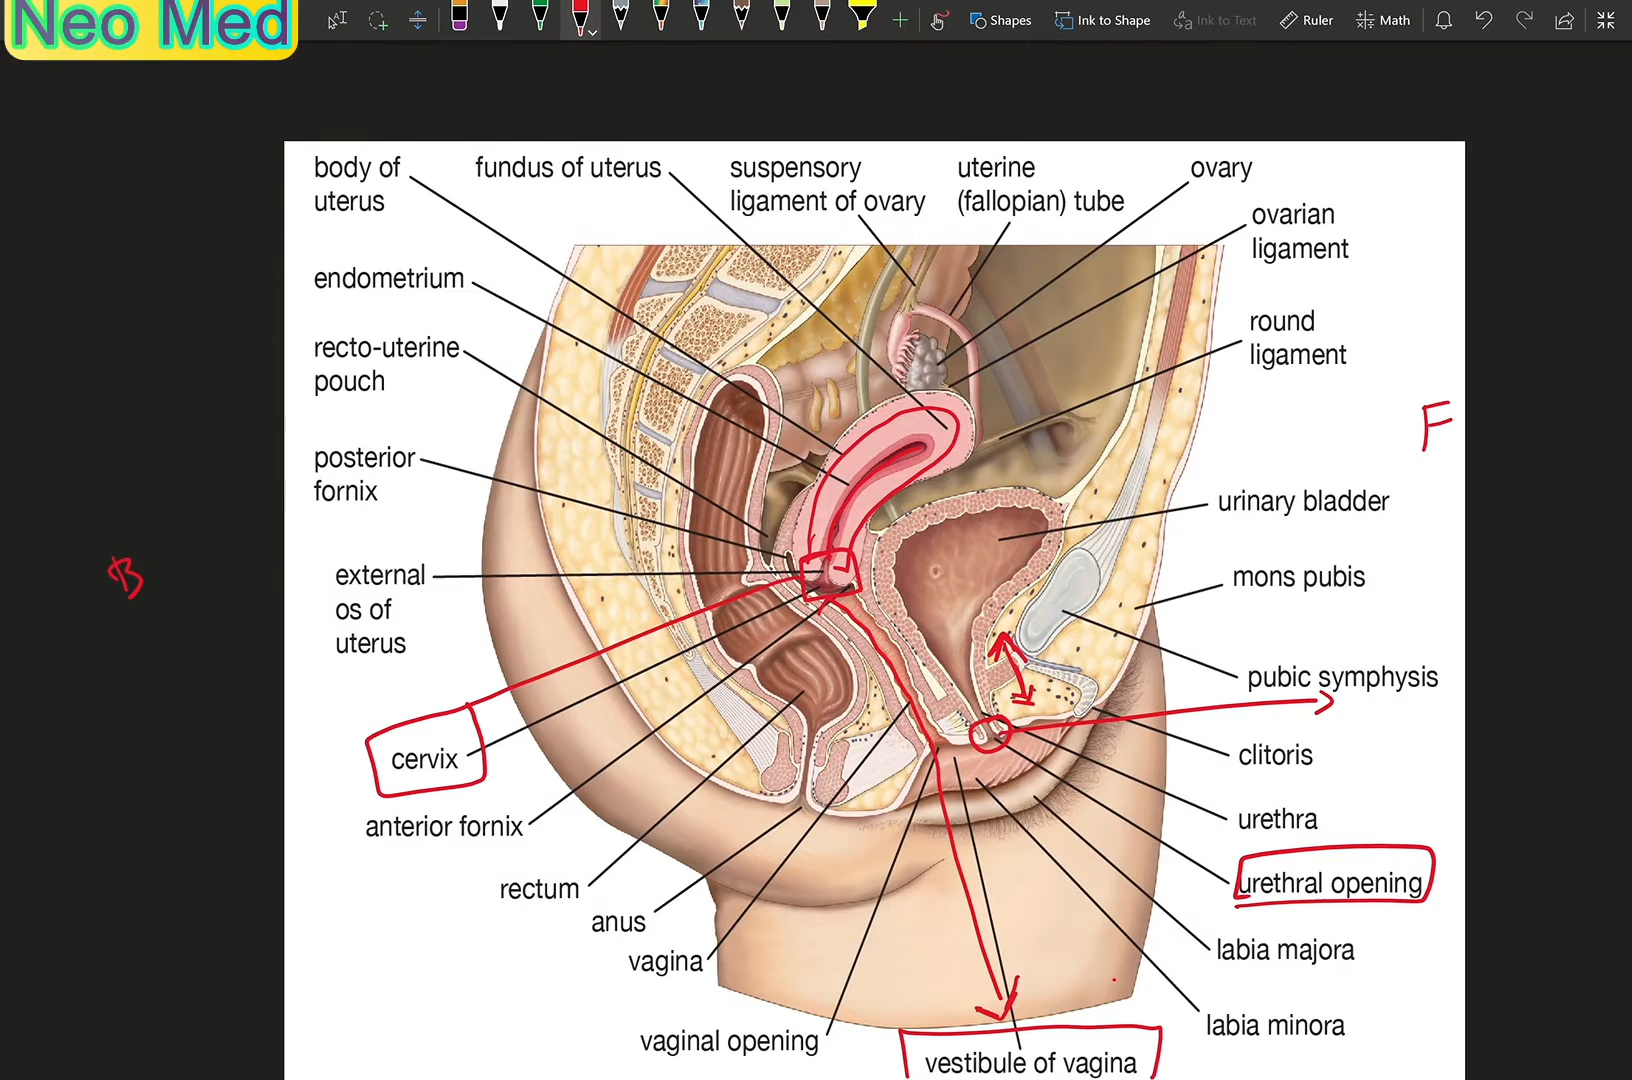 Neo Med
Shapes
Ink to Shape
Ink to Text
Ruler
Math
body of
uterus
fundus of uterus
suspensory
ligament of ovary
uterine
(fallopian) tube
ovary
ovarian
ligament
endometrium
round
ligament
recto-uterine
pouch
F
posterior
fornix
urinary bladder
B
external
os of
uterus
mons pubis
pubic symphysis
cervix
clitoris
anterior fornix
urethra
rectum
urethral opening
anus
labia majora
vagina
labia minora
vaginal opening
vestibule of vagina